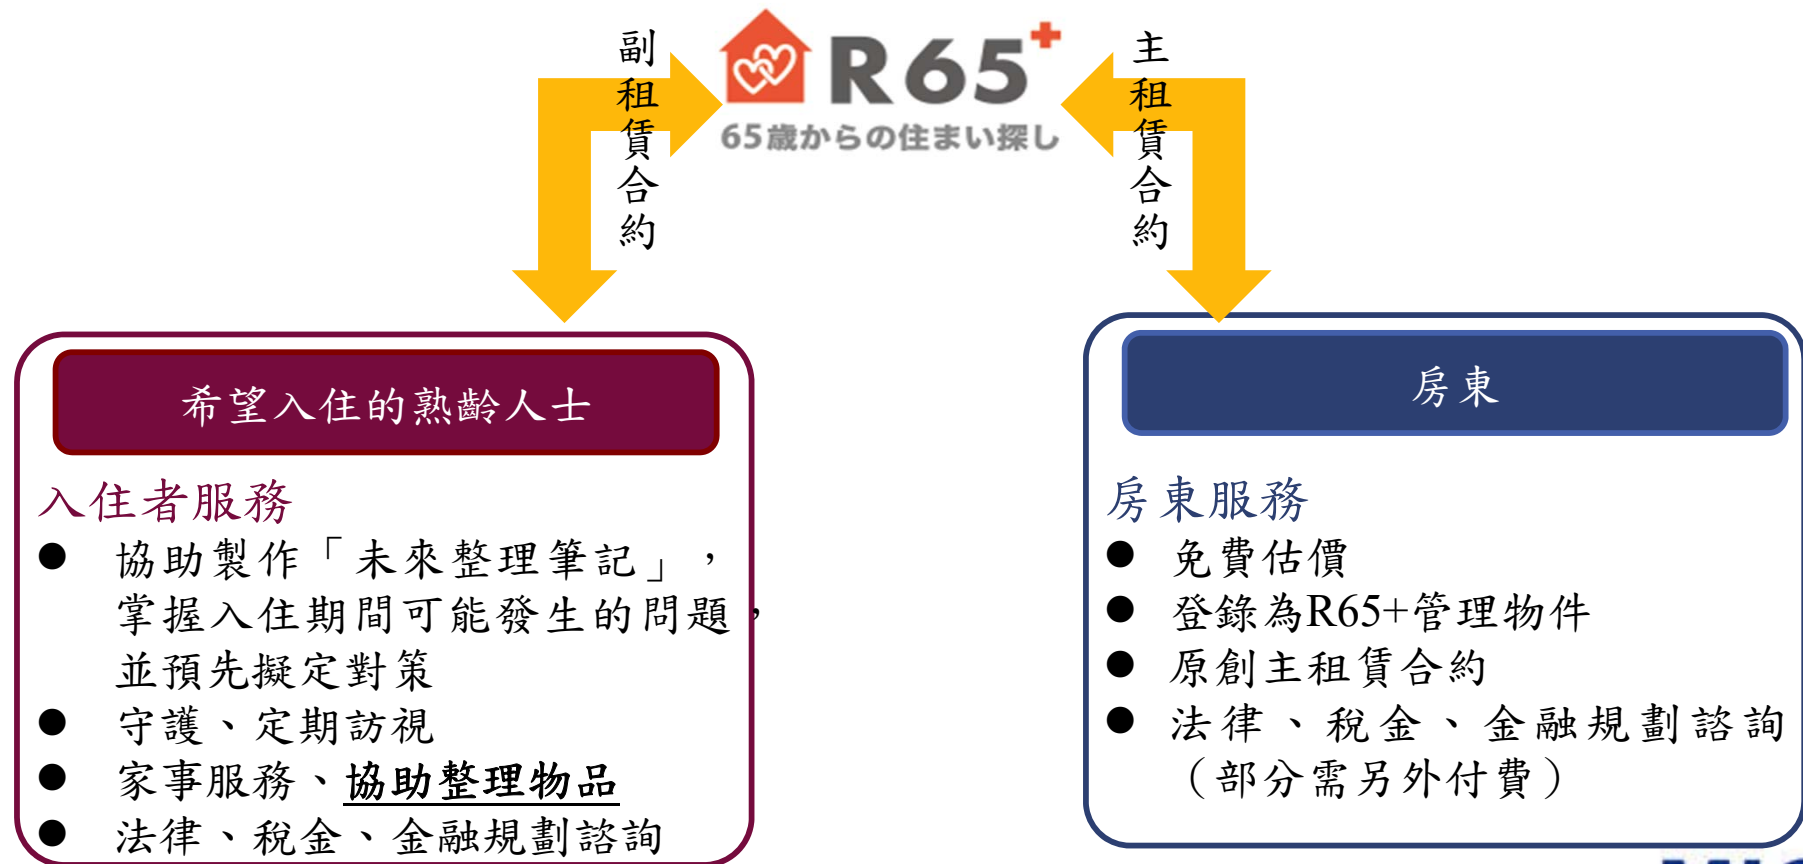 副租賃合約
R65+
65歳からの住まい探し
主租賃合約
希望入住的熟齡人士
入住者服務
● 協助製作「未來整理筆記」，
掌握入住期間可能發生的問題，
並預先擬定對策
● 守護、定期訪視
● 家事服務、協助整理物品
● 法律、稅金、金融規劃諮詢
房東
房東服務
● 免費估價
● 登錄為R65+管理物件
● 原創主租賃合約
● 法律、稅金、金融規劃諮詢
（部分需另外付費）